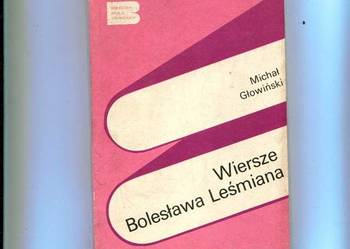 Michał
Głowiński
Wiersze
Bolesława Leśmiana